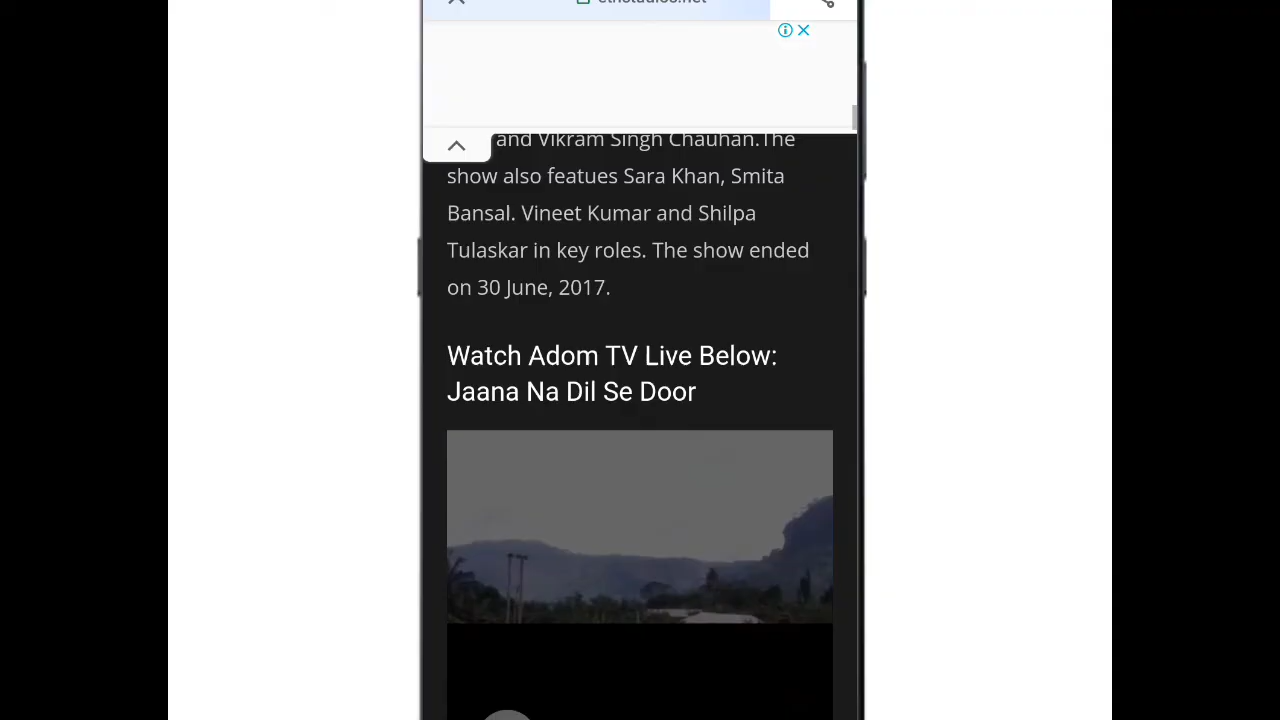 and Vikram Singh Chauhan.The
show also featues Sara Khan, Smita
Bansal. Vineet Kumar and Shilpa
Tulaskar in key roles. The show ended
on 30 June, 2017.
Watch Adom TV Live Below:
Jaana Na Dil Se Door